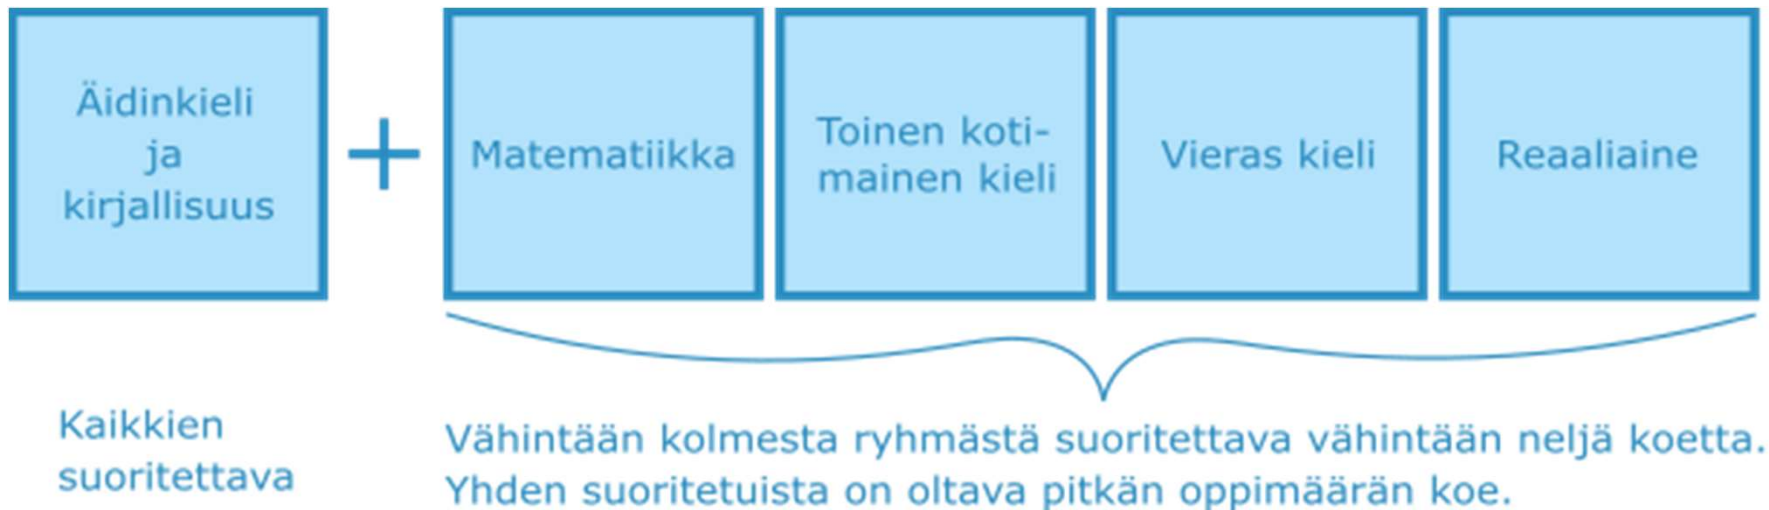 Äidinkieli
ja
kirjallisuus
+
Matematiikka
Toinen koti-
mainen kieli
Vieras kieli
Reaaliaine
Kaikkien
suoritettava
Vähintään kolmesta ryhmästä suoritettava vähintään neljä koetta.
Yhden suoritetuista on oltava pitkän oppimäärän koe.